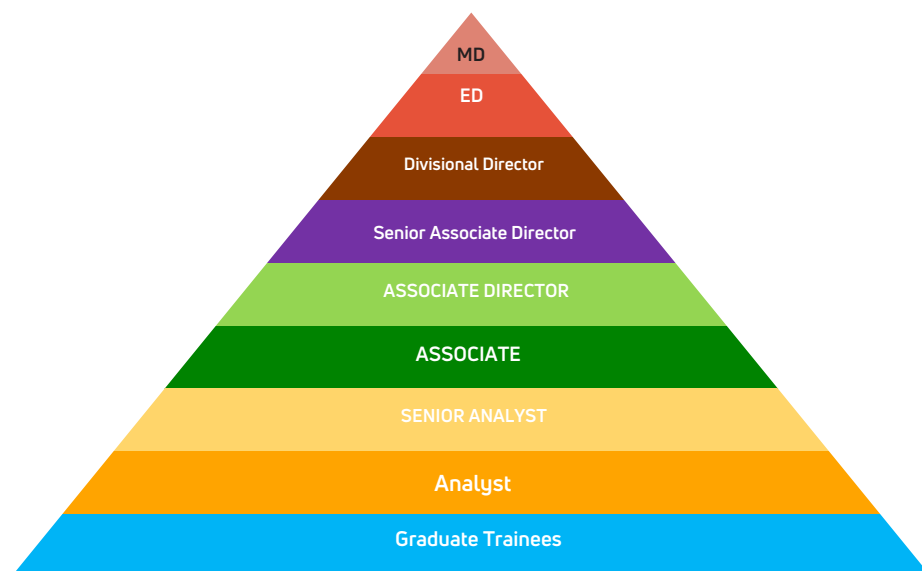 MD
ED
Divisional Director
Senior Associate Director
ASSOCIATE DIRECTOR
ASSOCIATE
SENIOR ANALYST
Analyst
Graduate Trainees